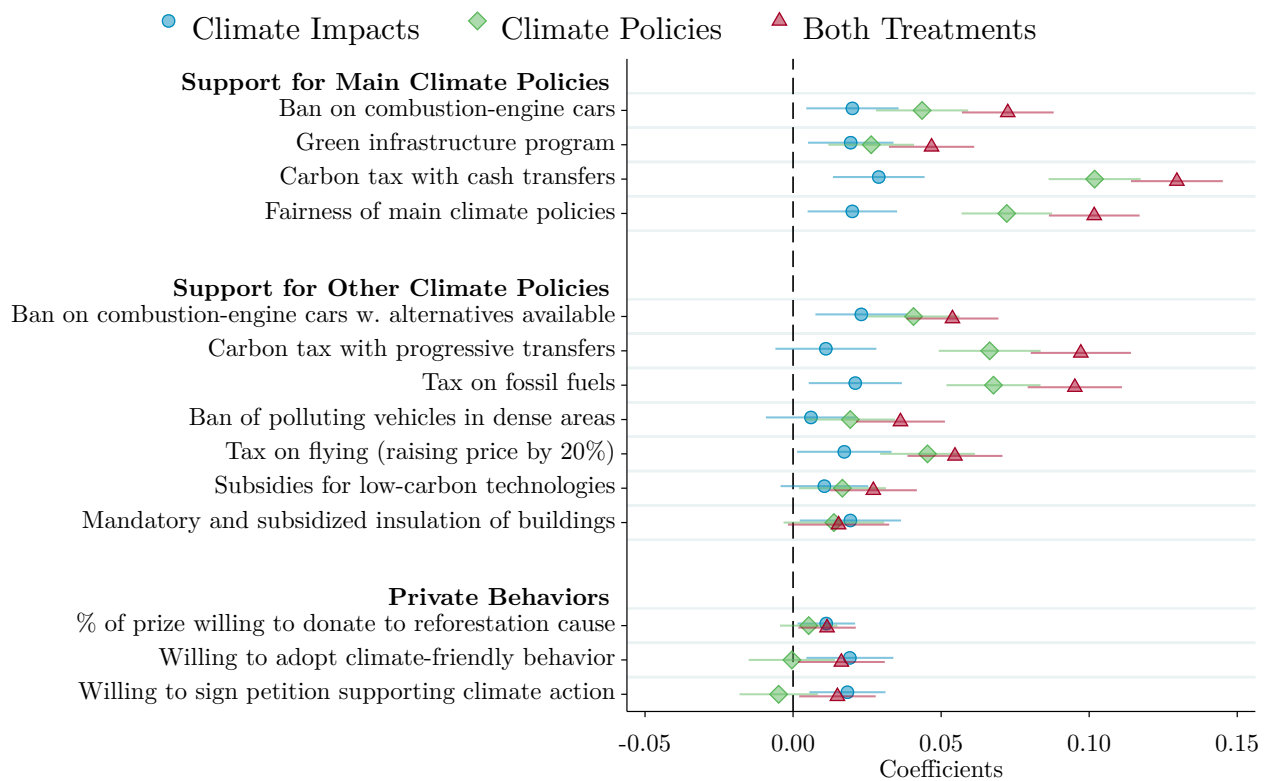 Climate Impacts Climate Policies Both Treatments
Support for Main Climate Policies
Ban on combustion-engine cars
Green infrastructure program
Carbon tax with cash transfers
Fairness of main climate policies
Support for Other Climate Policies
Ban on combustion-engine cars w. alternatives available
Carbon tax with progressive transfers
Tax on fossil fuels
Ban of polluting vehicles in dense areas
Tax on flying (raising price by 20%)
Subsidies for low-carbon technologies
Mandatory and subsidized insulation of buildings
Private Behaviors
% of prize willing to donate to reforestation cause
Willing to adopt climate-friendly behavior
Willing to sign petition supporting climate action
-0.05 0.00 0.05 0.10 0.15
Coefficients